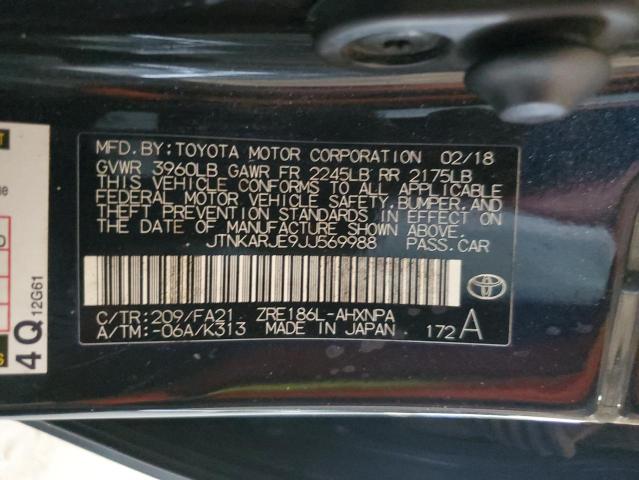 MFD. BY: TOYOTA MOTOR CORPORATION 02/18
GVWR 3960LB GAWR FR 2245LB RR 2175LB
THIS VEHICLE CONFORMS TO ALL APPLICABLE
FEDERAL MOTOR VEHICLE SAFETY, BUMPER, AND
THEFT PREVENTION STANDARDS IN EFFECT ON
THE DATE OF MANUFACTURE SHOWN ABOVE.
JTNKARJE9JJ569988 PASS. CAR
C/TR: 209/FA21 ZRE186L-AHXNPA
A/TM: -06A/K313 MADE IN JAPAN 172A
4Q 12G61